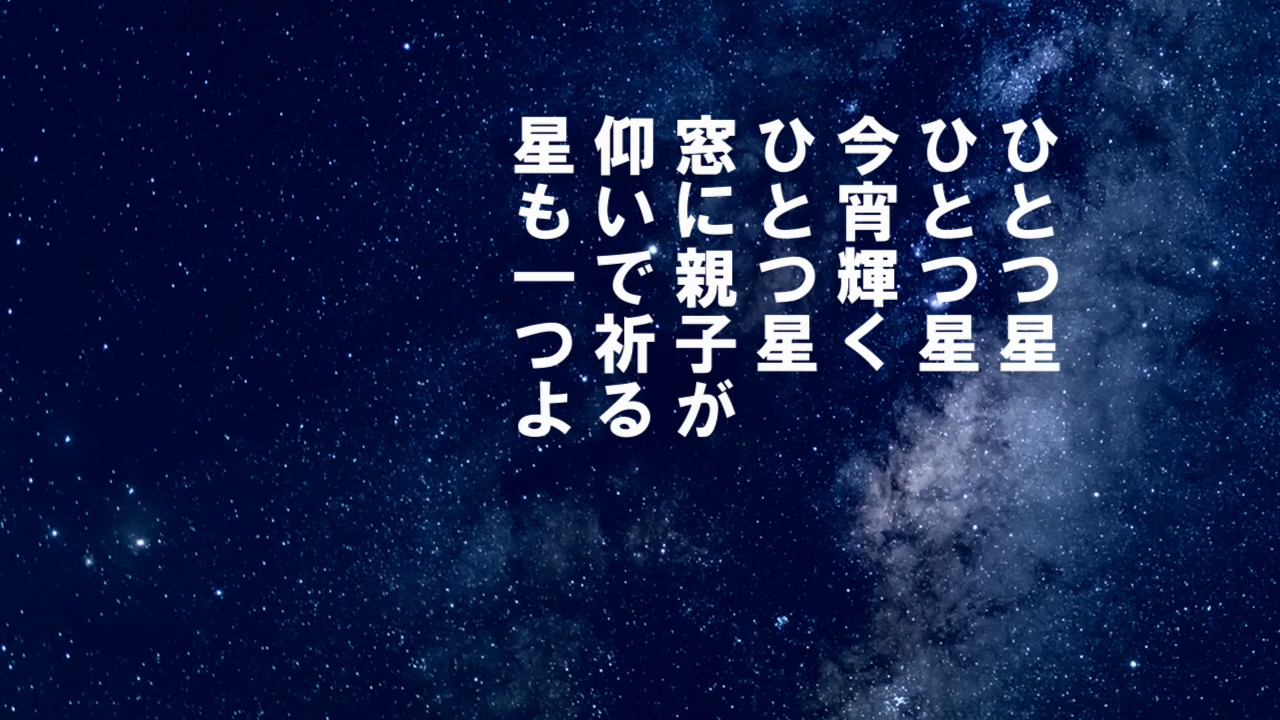 ひとつ星
ひとつ星
今宵輝く
ひとつ星
窓に親子が
仰いで祈る
星も一つよ